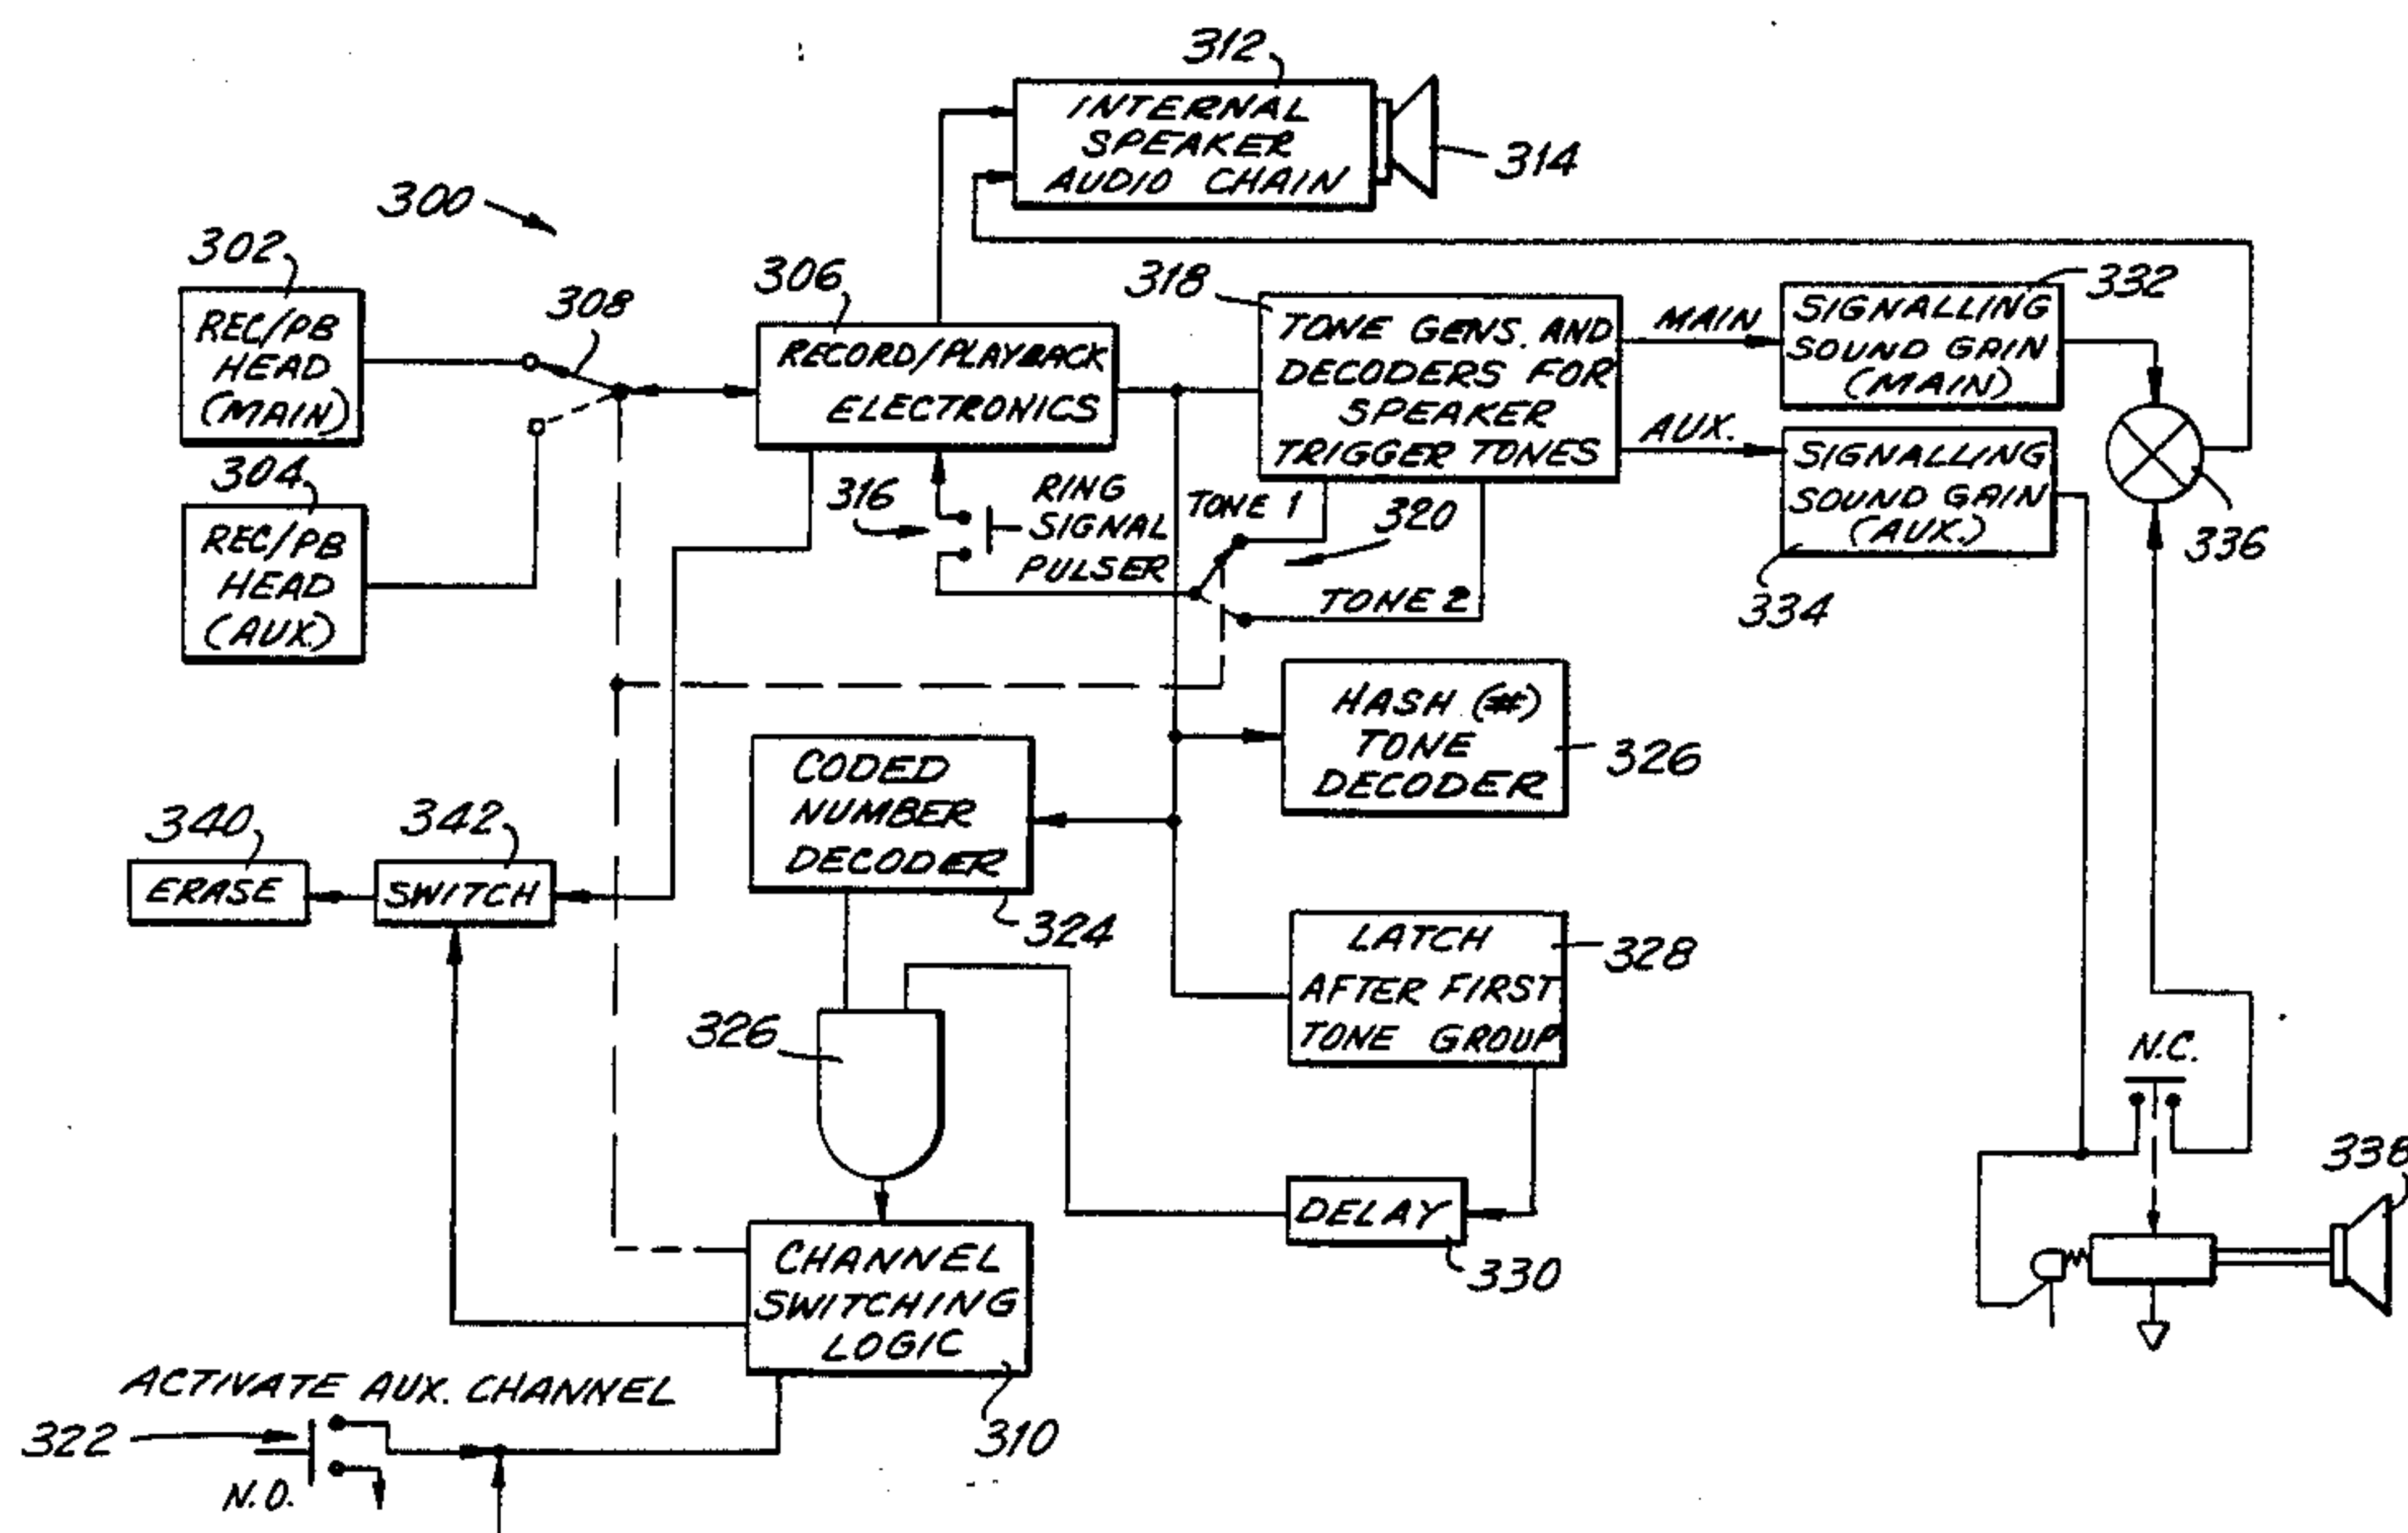 312
INTERNAL
SPEAKER
AUDIO CHAIN
314
300
302
REC/PB
HEAD
(MAIN)
308
306
RECORD/PLAYBACK
ELECTRONICS
318
TONE GENS. AND
DECODERS FOR
SPEAKER
TRIGGER TONES
MAIN
AUX.
332
SIGNALLING
SOUND GAIN
(MAIN)
304
REC/PB
HEAD
(AUX.)
316
RING
SIGNAL
PULSER
TONE 1
320
TONE 2
SIGNALLING
SOUND GAIN
(AUX.)
334
336
HASH (#)
TONE
DECODER
326
CODED
NUMBER
DECODER
324
340
ERASE
342
SWITCH
326
LATCH
AFTER FIRST
TONE GROUP
328
N.C.
338
DELAY
330
CHANNEL
SWITCHING
LOGIC
310
ACTIVATE AUX. CHANNEL
322
N.O.